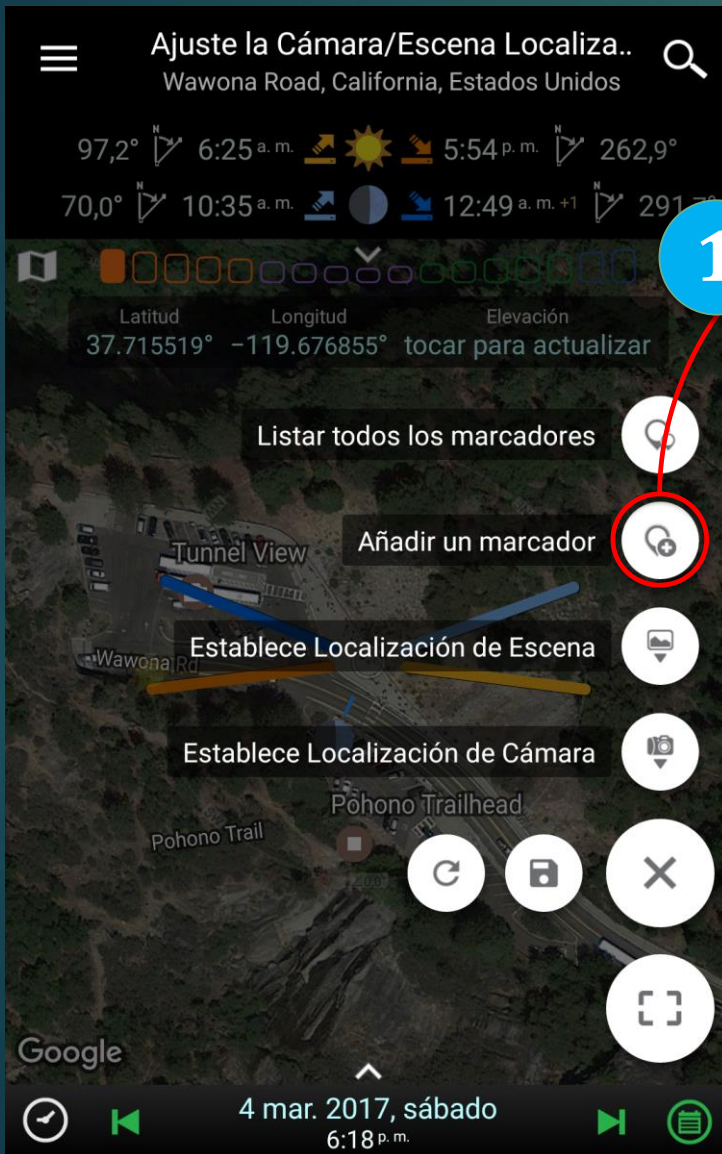 Ajuste la Cámara/Escena Localiza..
Wawona Road, California, Estados Unidos
97,2° N 6:25 a. m. 5:54 p. m. N 262,9°
70,0° N 10:35 a. m. 12:49 a. m. +1 N 291,7°
1
Latitud Longitud Elevación
37.715519° −119.676855° tocar para actualizar
Listar todos los marcadores
Añadir un marcador
Tunnel View
Establece Localización de Escena
Wawona Rd
Establece Localización de Cámara
Pohono Trailhead
Pohono Trail
Google
4 mar. 2017, sábado
6:18 p. m.